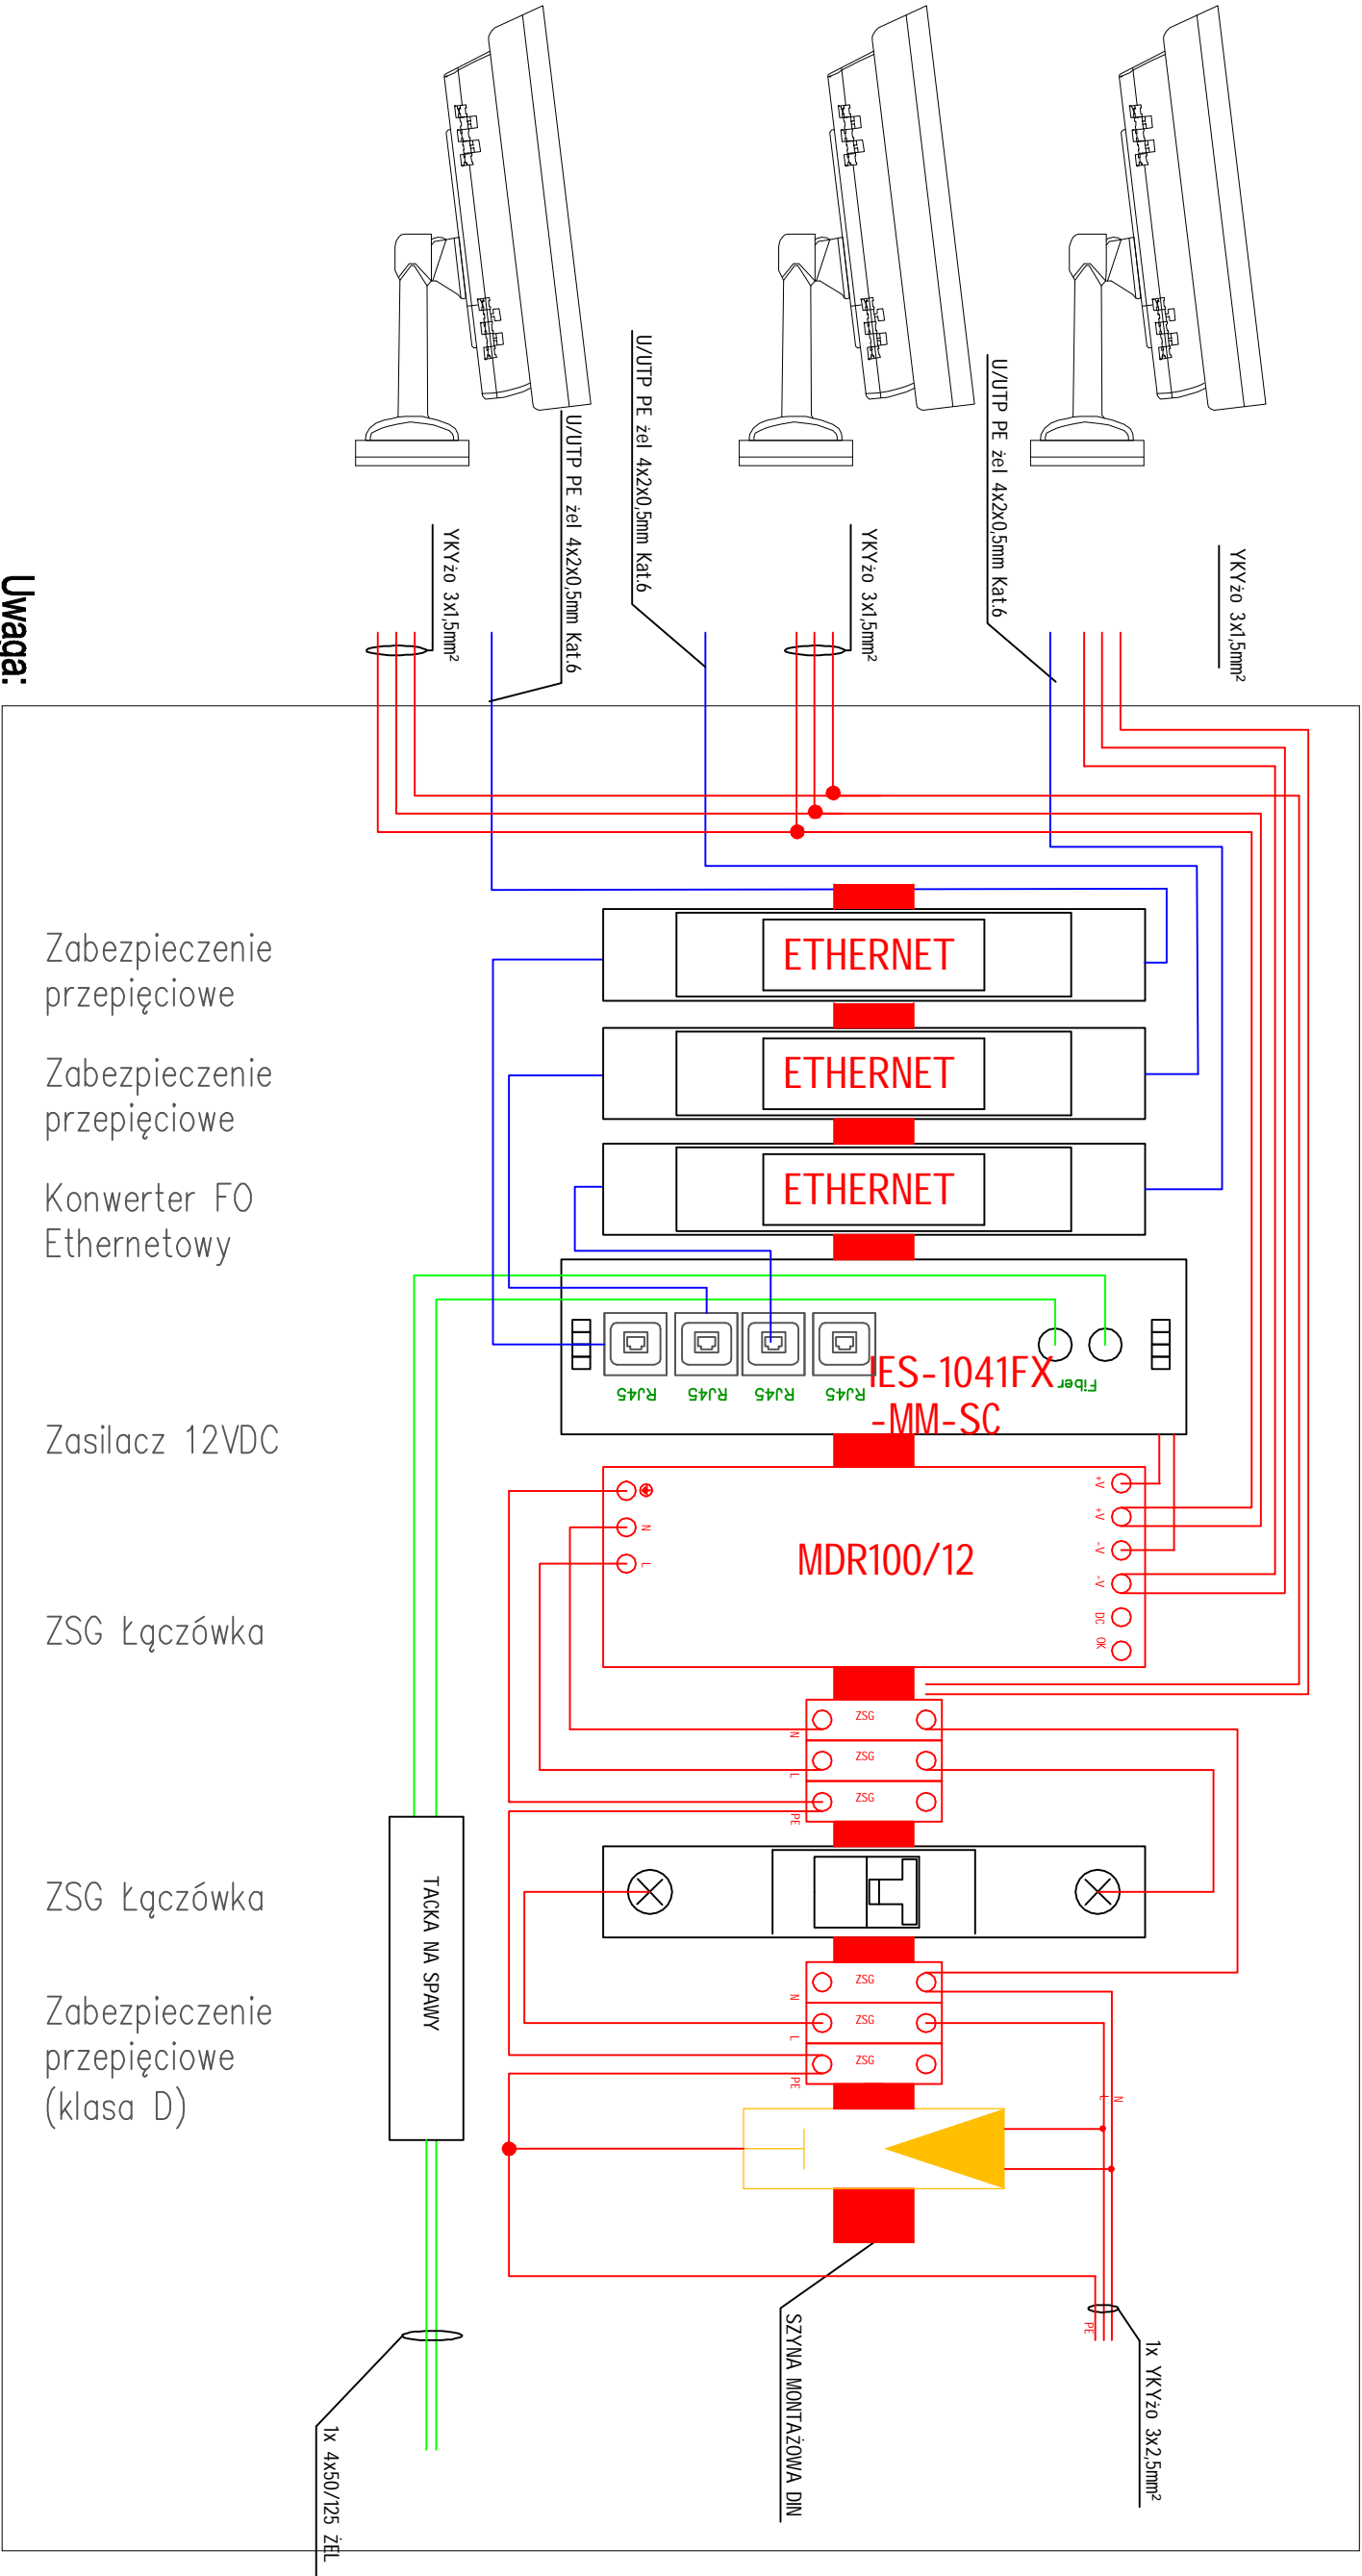 YKYżo 3x1,5mm²
U/UTP PE żel 4x2x0,5mm Kat.6
YKYżo 3x1,5mm²
U/UTP PE żel 4x2x0,5mm Kat.6
U/UTP PE żel 4x2x0,5mm Kat.6
YKYżo 3x1,5mm²
Uwaga:
Zabezpieczenie
przepięciowe
ETHERNET
Zabezpieczenie
przepięciowe
ETHERNET
Konwerter FO
Ethernetowy
ETHERNET
RJ45
RJ45
RJ45
RJ45
Fiber
IES-1041FX
-MM-SC
Zasilacz 12VDC
+V
+V
-V
-V
DC
OK
N
L
MDR100/12
ZSG Łączówka
ZSG
N
ZSG
L
ZSG
PE
ZSG Łączówka
TACKA NA SPAWY
ZSG
N
ZSG
L
ZSG
PE
Zabezpieczenie
przepięciowe
(klasa D)
L
N
PE
SZYNA MONTAŻOWA DIN
1x YKYżo 3x2,5mm²
1x 4x50/125 ŻEL